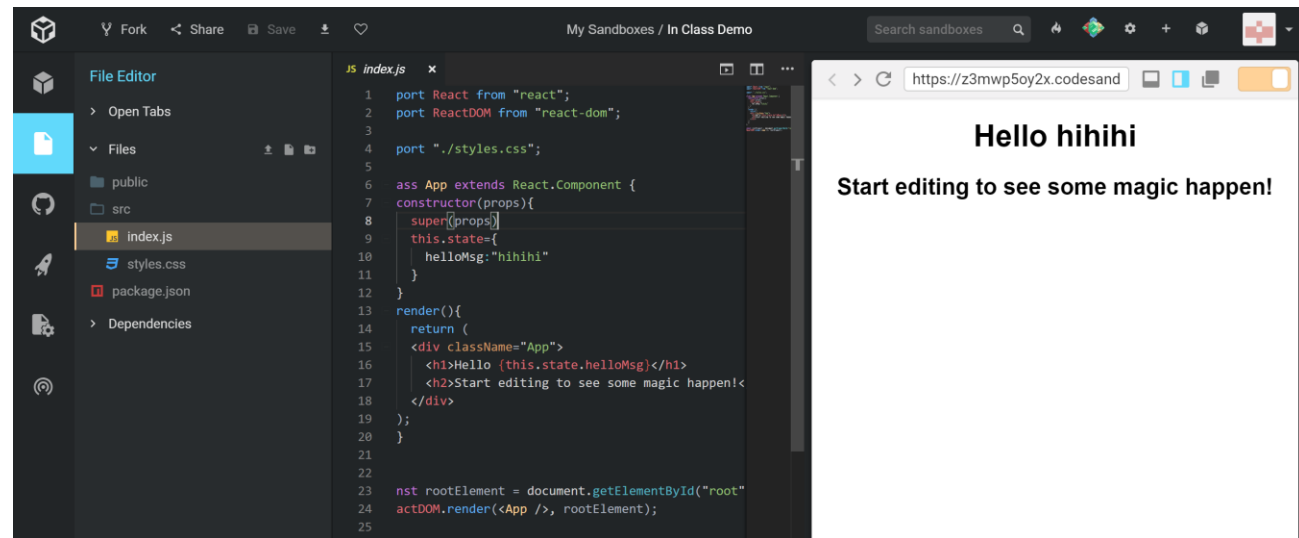 Fork Share Save My Sandboxes / In Class Demo Search sandboxes
File Editor
Open Tabs
Files
public
src
JS index.js
styles.css
package.json
Dependencies
JS index.js x
1 port React from "react";
2 port ReactDOM from "react-dom";
3
4 port "./styles.css";
5
6 ass App extends React.Component {
7 constructor(props){
8 super(props)
9 this.state={
10 helloMsg:"hihihi"
11 }
12 }
13 render(){
14 return (
15 <div className="App">
16 <h1>Hello {this.state.helloMsg}</h1>
17 <h2>Start editing to see some magic happen!<
18 </div>
19 );
20 }
21
22
23 nst rootElement = document.getElementById("root"
24 actDOM.render(<App />, rootElement);
25
https://z3mwp5oy2x.codesand
Hello hihihi
Start editing to see some magic happen!